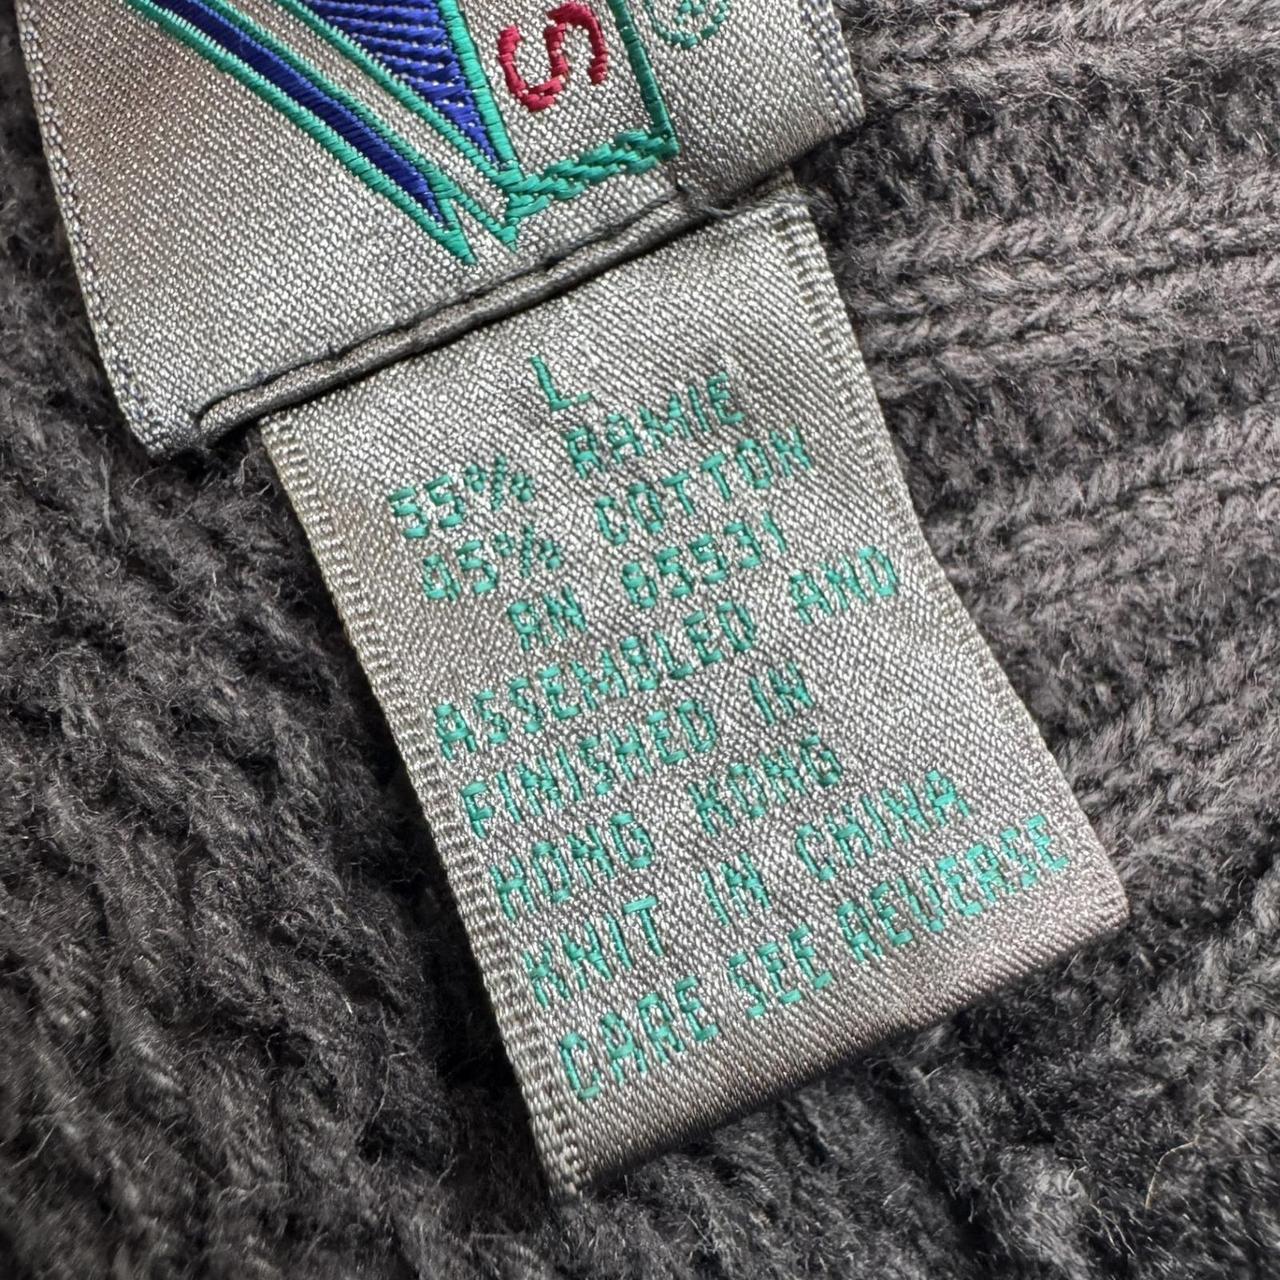 S
L
55% RAMIE
45% COTTON
RN 65531
ASSEMBLED AND
FINISHED IN
HONG KONG
KNIT IN CHINA
CARE SEE REVERSE